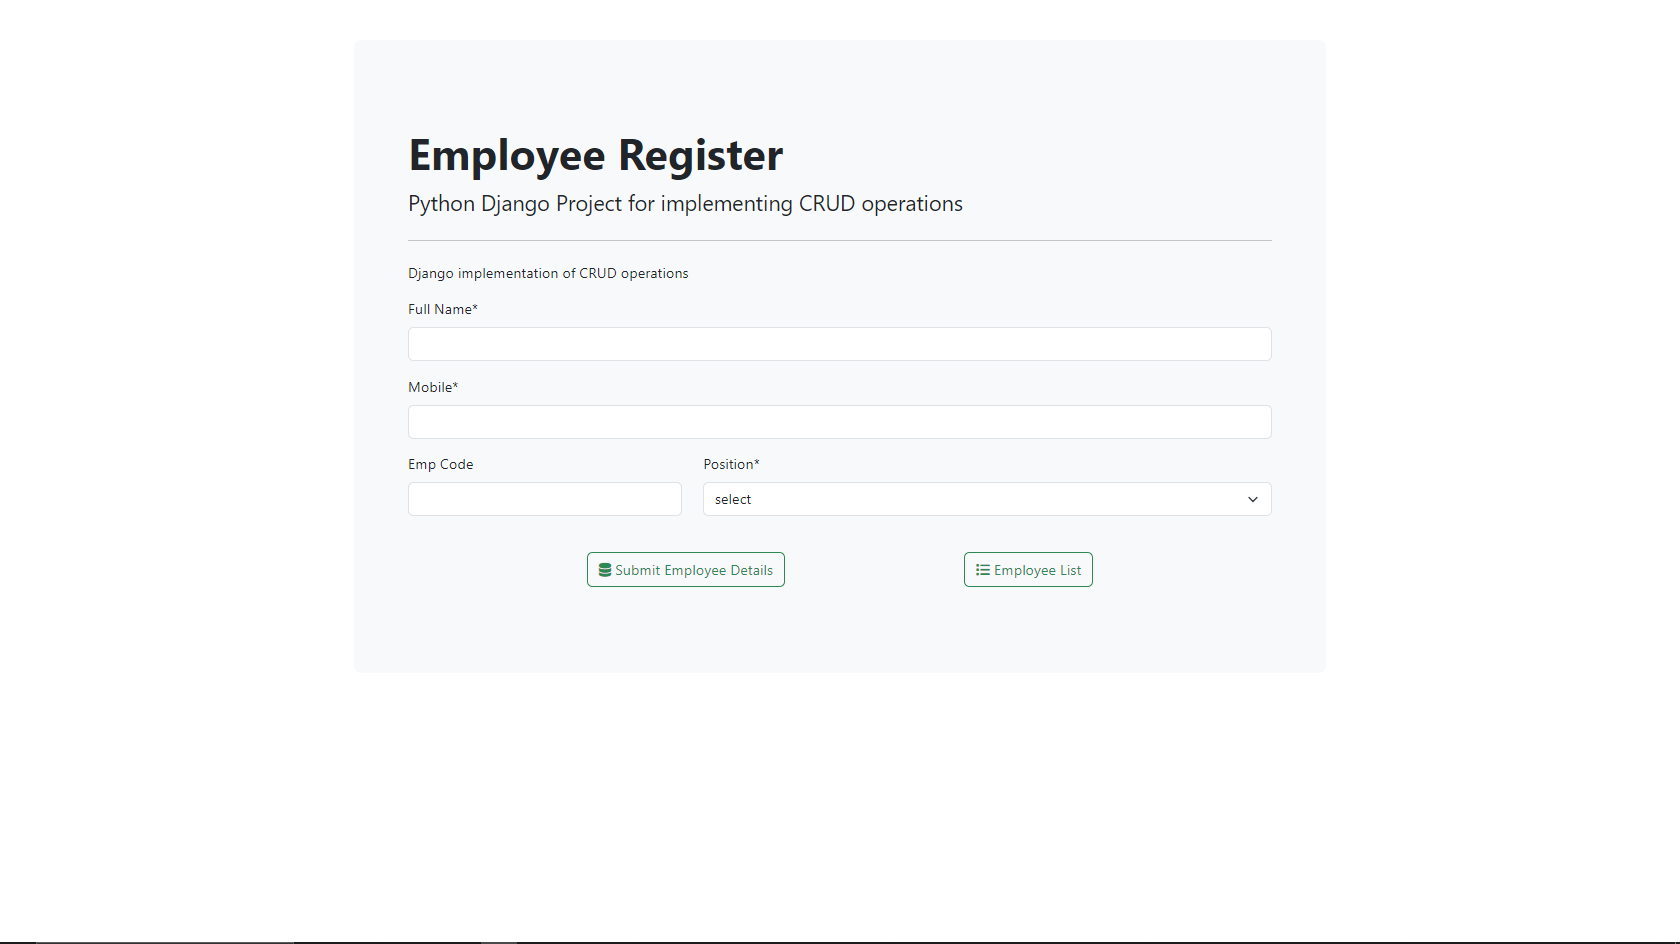 Employee Register
Python Django Project for implementing CRUD operations
Django implementation of CRUD operations
Full Name*
Mobile*
Emp Code Position*
select
Submit Employee Details Employee List